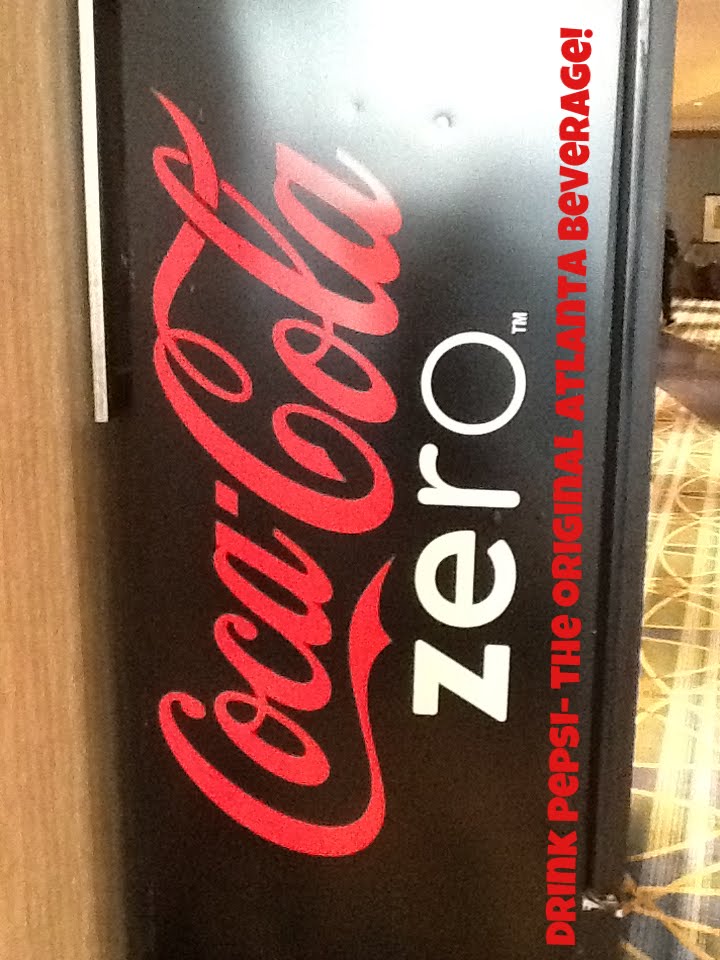 Coca-Cola
zero™
DRINK PEPSI- THE ORIGINAL ATLANTA BEVERAGE!